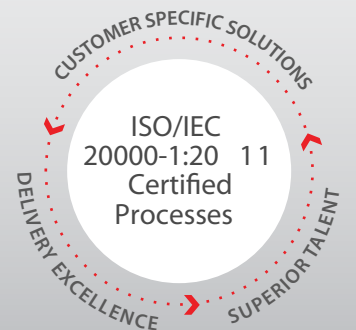 CUSTOMER SPECIFIC SOLUTIONS
ISO/IEC
20000-1:20 11
Certified
Processes
DELIVERY EXCELLENCE
SUPERIOR TALENT